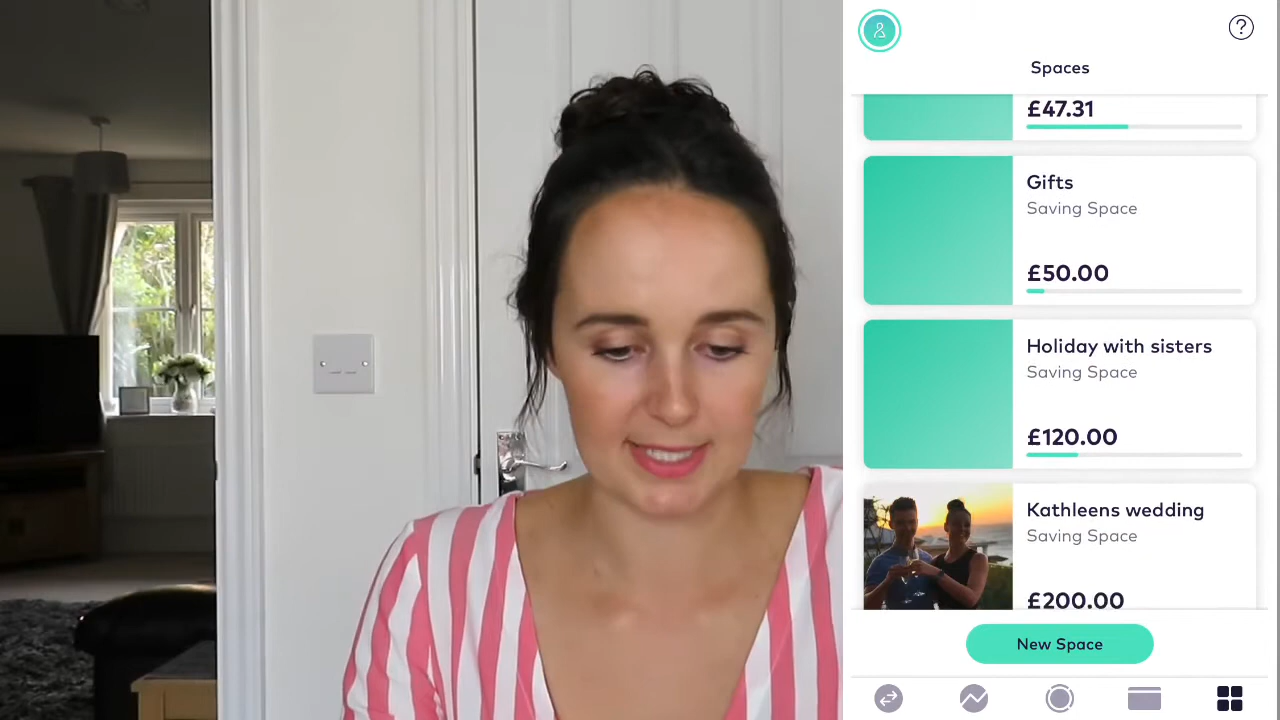 Spaces
£47.31
Gifts
Saving Space
£50.00
Holiday with sisters
Saving Space
£120.00
Kathleens wedding
Saving Space
£200.00
New Space